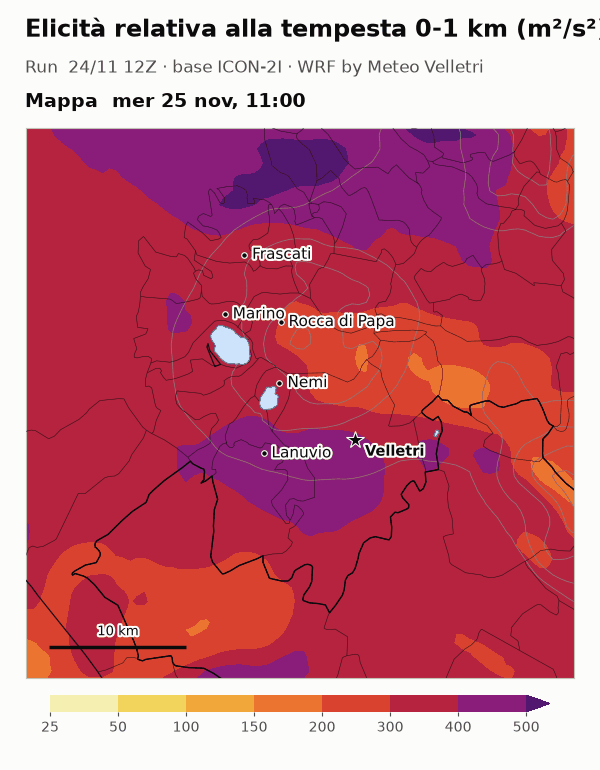 Elicità relativa alla tempesta 0-1 km (m²/s²)
Run  24/11 12Z · base ICON-2I · WRF by Meteo Velletri
Mappa  mer 25 nov, 11:00
Frascati
Marino
Rocca di Papa
Nemi
Velletri
Lanuvio
10 km
25 50 100 150 200 300 400 500